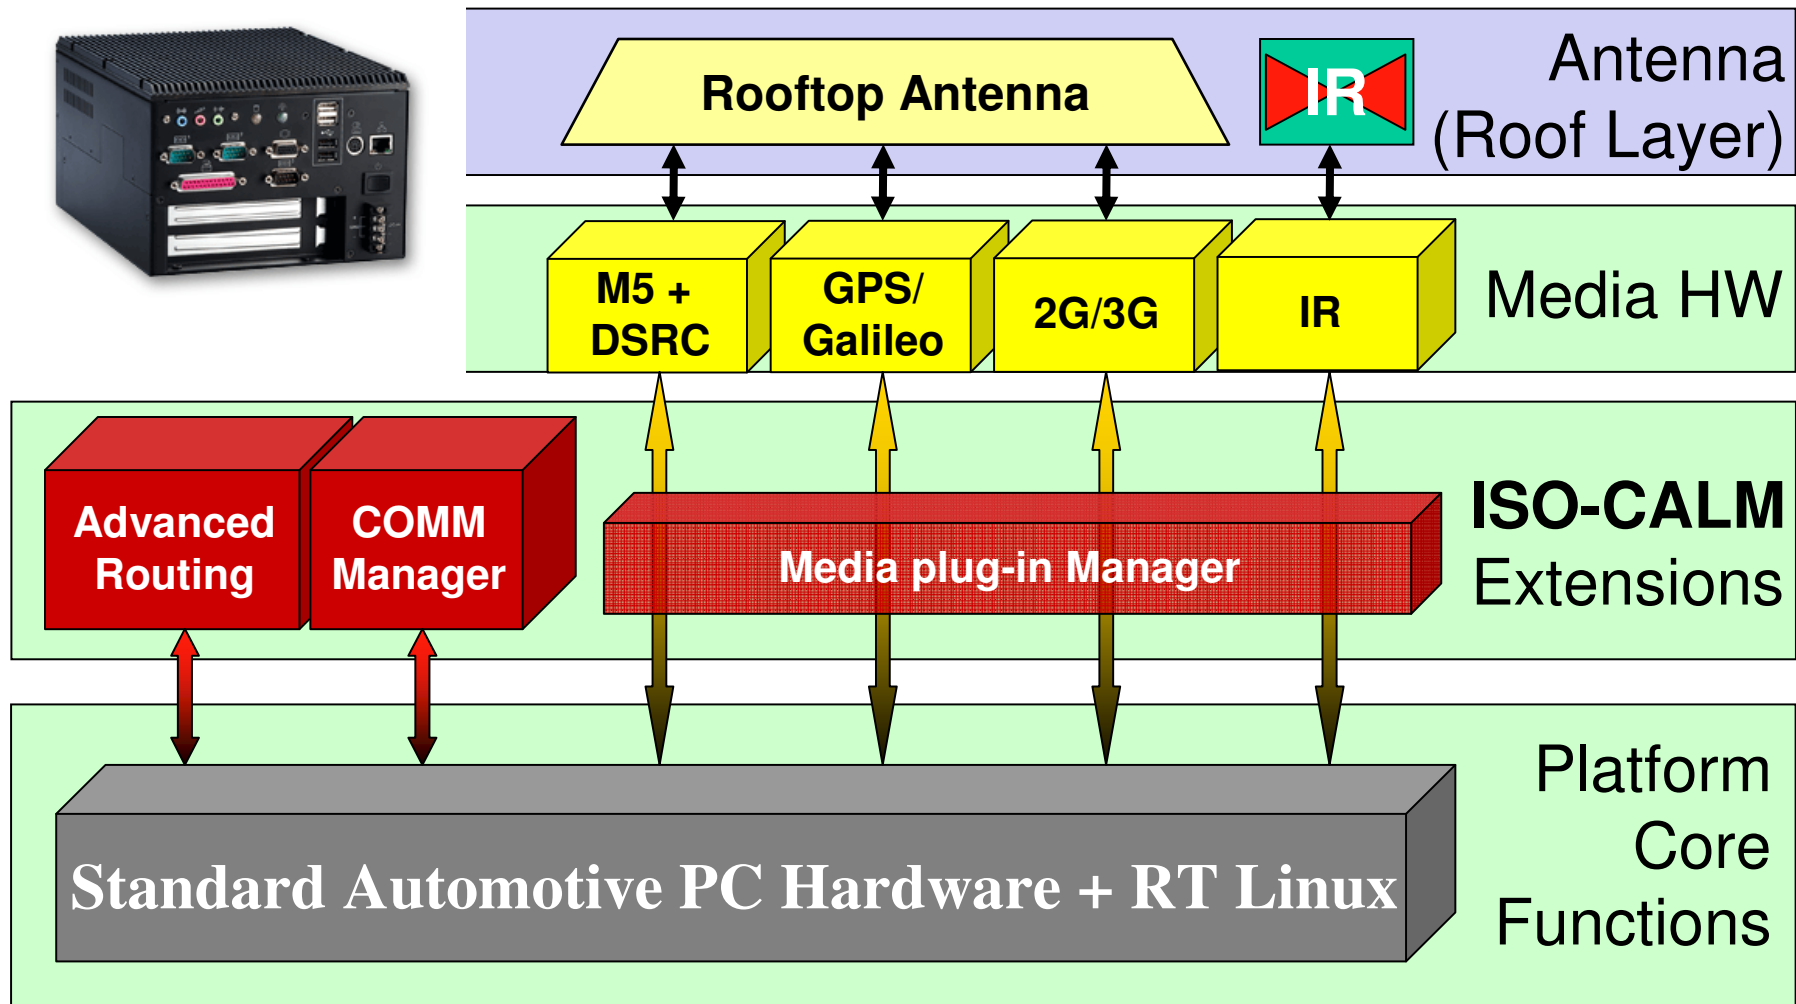 Rooftop Antenna
IR
Antenna
(Roof Layer)
M5 +
DSRC
GPS/
Galileo
2G/3G
IR
Media HW
Advanced
Routing
COMM
Manager
Media plug-in Manager
ISO-CALM
Extensions
Standard Automotive PC Hardware + RT Linux
Platform
Core
Functions